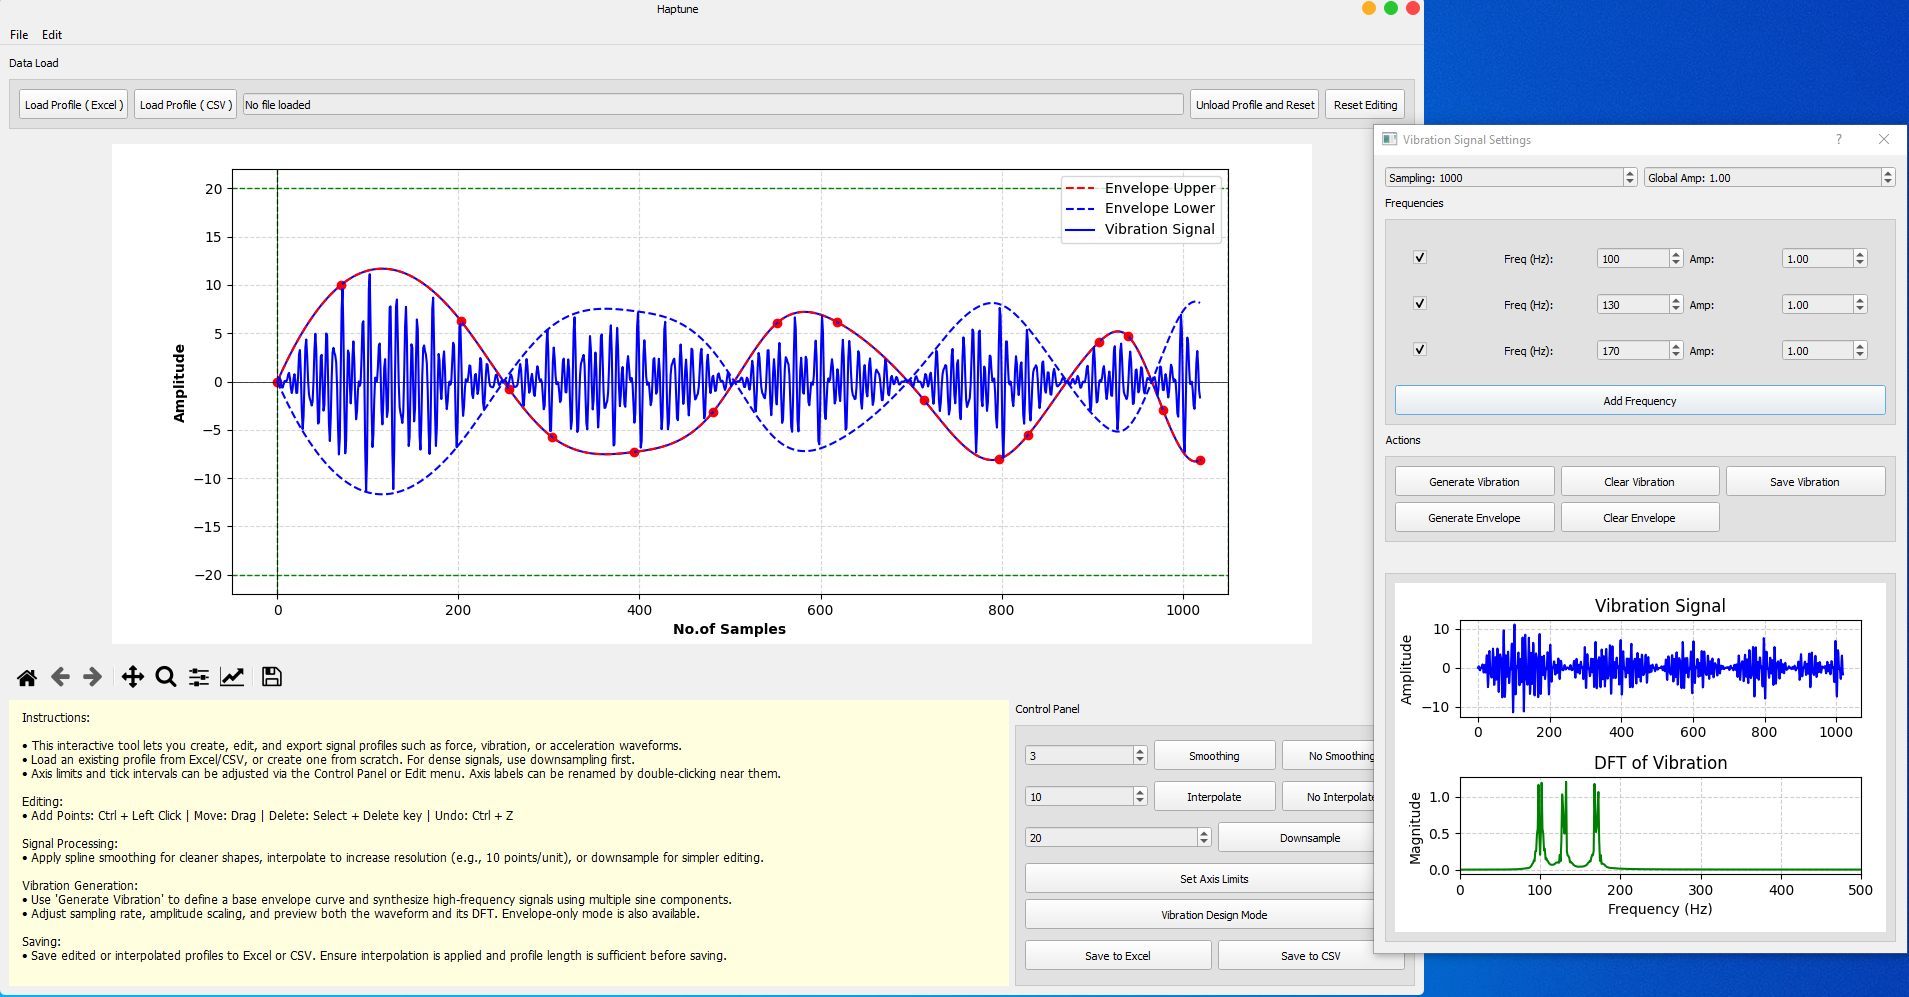 Haptune
File Edit
Data Load
Load Profile ( Excel ) Load Profile ( CSV ) No file loaded Unload Profile and Reset Reset Editing
Envelope Upper
Envelope Lower
Vibration Signal
20
15
10
5
0
−5
−10
−15
−20
Amplitude
0 200 400 600 800 1000
No.of Samples
Instructions:
• This interactive tool lets you create, edit, and export signal profiles such as force, vibration, or acceleration waveforms.
• Load an existing profile from Excel/CSV, or create one from scratch. For dense signals, use downsampling first.
• Axis limits and tick intervals can be adjusted via the Control Panel or Edit menu. Axis labels can be renamed by double-clicking near them.
Editing:
• Add Points: Ctrl + Left Click | Move: Drag | Delete: Select + Delete key | Undo: Ctrl + Z
Signal Processing:
• Apply spline smoothing for cleaner shapes, interpolate to increase resolution (e.g., 10 points/unit), or downsample for simpler editing.
Vibration Generation:
• Use 'Generate Vibration' to define a base envelope curve and synthesize high-frequency signals using multiple sine components.
• Adjust sampling rate, amplitude scaling, and preview both the waveform and its DFT. Envelope-only mode is also available.
Saving:
• Save edited or interpolated profiles to Excel or CSV. Ensure interpolation is applied and profile length is sufficient before saving.
Control Panel
3 Smoothing No Smoothing
10 Interpolate No Interpolate
20 Downsample
Set Axis Limits
Vibration Design Mode
Save to Excel Save to CSV
Vibration Signal Settings ?
Sampling: 1000 Global Amp: 1.00
Frequencies
Freq (Hz): 100 Amp: 1.00
Freq (Hz): 130 Amp: 1.00
Freq (Hz): 170 Amp: 1.00
Add Frequency
Actions
Generate Vibration Clear Vibration Save Vibration
Generate Envelope Clear Envelope
Vibration Signal
10
0
−10
Amplitude
0 200 400 600 800 1000
DFT of Vibration
1.0
0.5
0.0
Magnitude
0 100 200 300 400 500
Frequency (Hz)